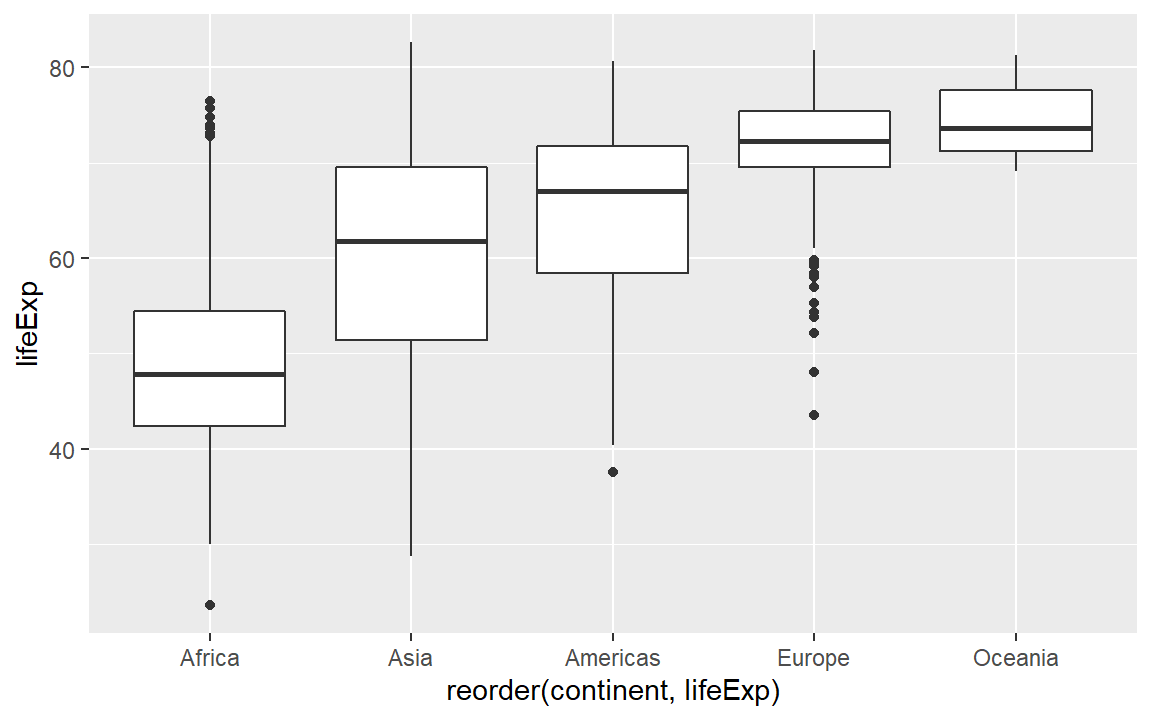 80
60
40
lifeExp
Africa Asia Americas Europe Oceania
reorder(continent, lifeExp)